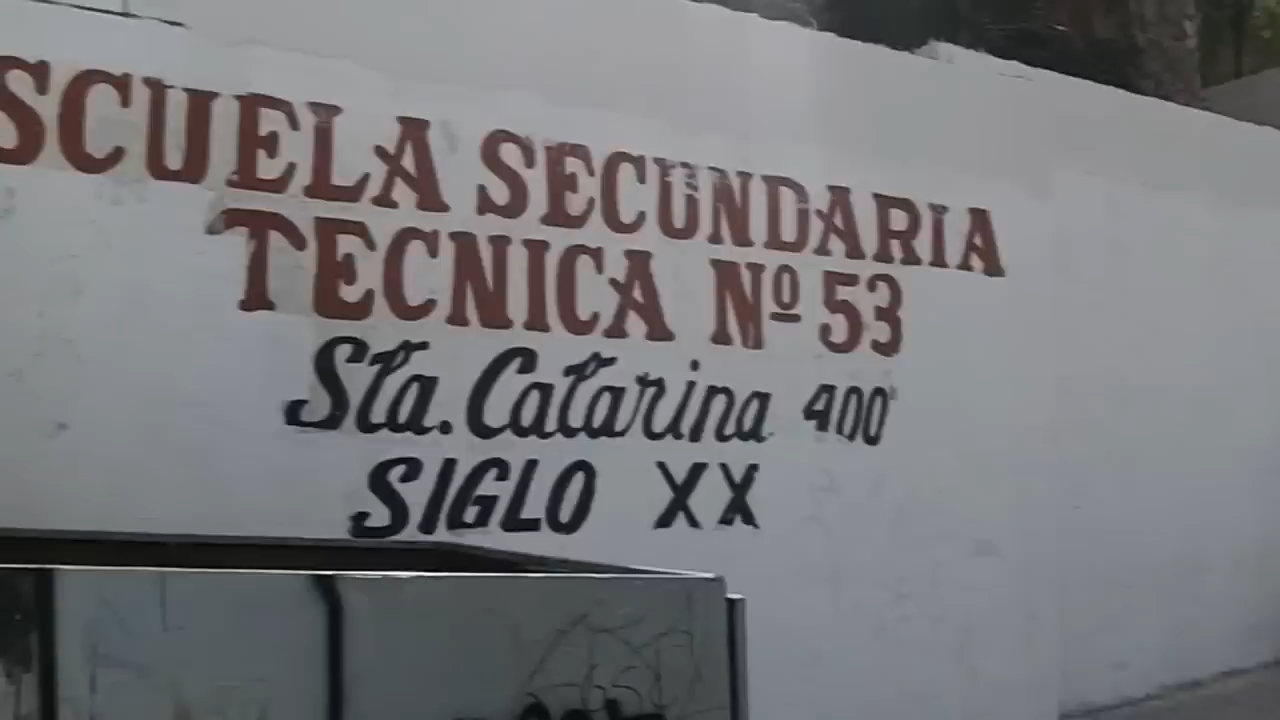 SCUELA SECUNDARIA
TECNICA Nº 53
Sta. Catarina 400
SIGLO XX